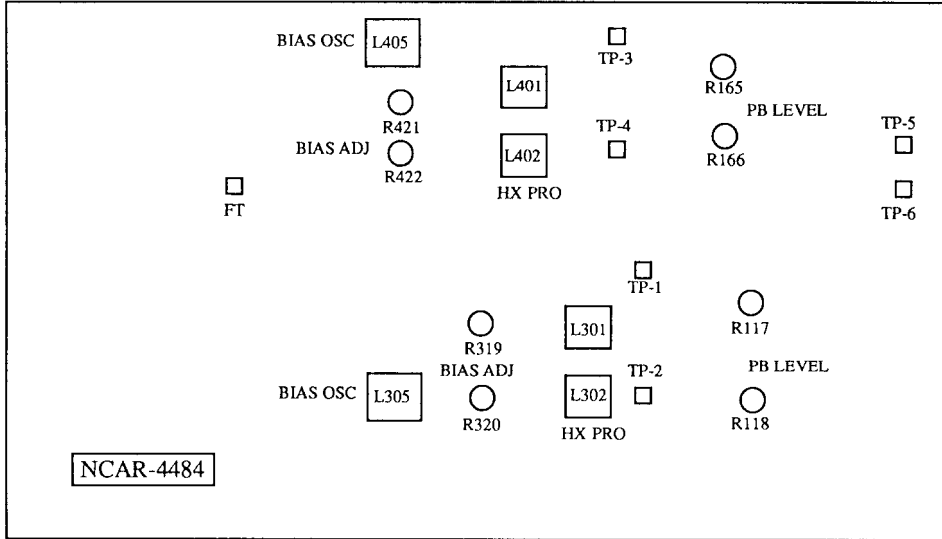 BIAS OSC
L405
TP-3
L401
R165
R421
PB LEVEL
TP-4
TP-5
BIAS ADJ
L402
R166
R422
HX PRO
FT
TP-6
TP-1
L301
R117
R319
BIAS ADJ
TP-2
PB LEVEL
BIAS OSC
L305
L302
R320
R118
HX PRO
NCAR-4484